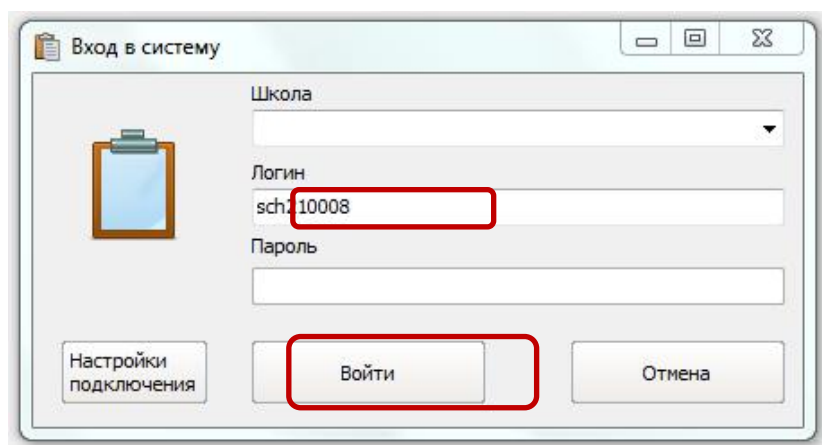 Вход в систему
Школа
Логин
sch210008
Пароль
Настройки
подключения
Войти
Отмена